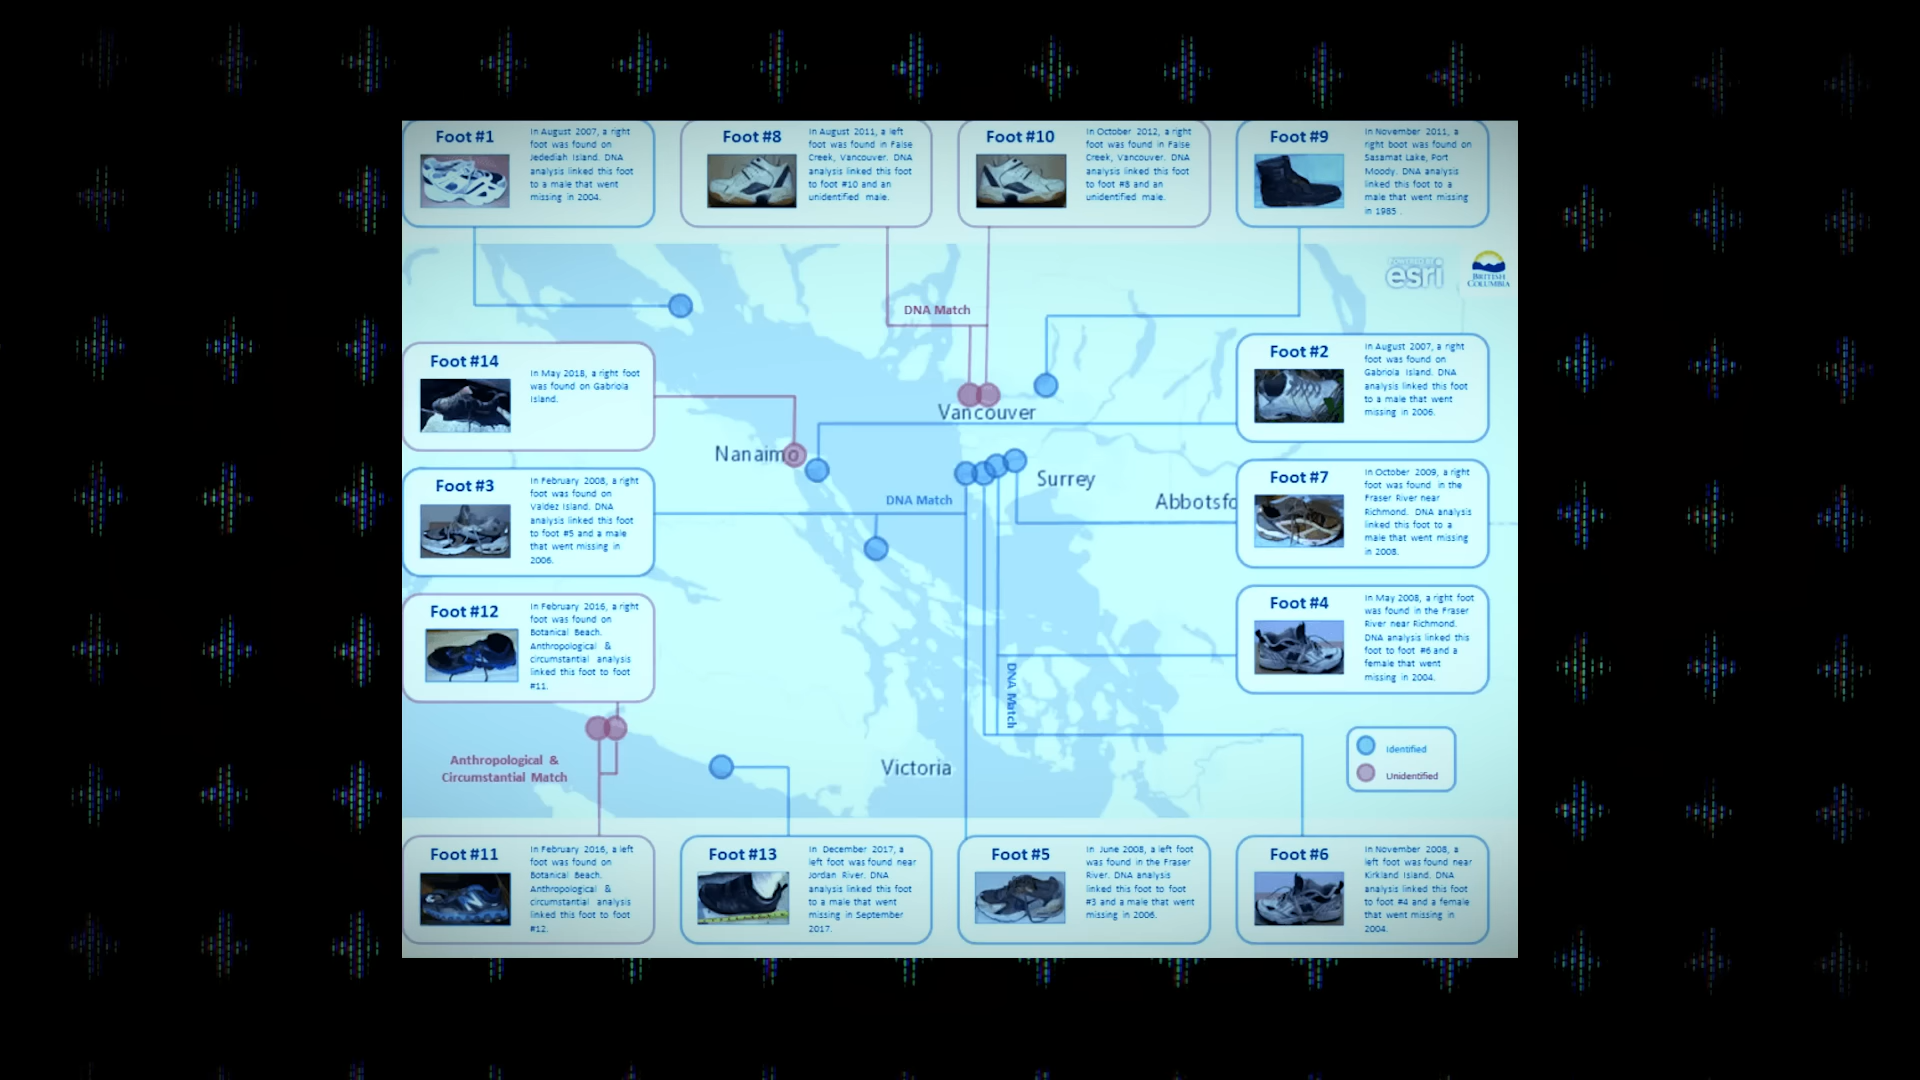 Foot #1
In August 2007, a right
foot was found on
Jedediah Island. DNA
analysis linked this foot
to a male that went
missing in 2004.
Foot #8
In August 2011, a left
foot was found in False
Creek, Vancouver. DNA
analysis linked this foot
to foot #10 and an
unidentified male.
Foot #10
In October 2012, a right
foot was found in False
Creek, Vancouver. DNA
analysis linked this foot
to foot #8 and an
unidentified male.
Foot #9
In November 2011, a
right boot was found on
Sasamat Lake, Port
Moody. DNA analysis
linked this foot to a
male that went missing
in 1985 .
POWERED BY
esri
BRITISH
COLUMBIA
DNA Match
Foot #14
In May 2018, a right foot
was found on Gabriola
Island.
Foot #2
In August 2007, a right
foot was found on
Gabriola Island. DNA
analysis linked this foot
to a male that went
missing in 2006.
Vancouver
Nanaimo
Surrey
Abbotsfo
DNA Match
Foot #3
In February 2008, a right
foot was found on
Valdez Island. DNA
analysis linked this foot
to foot #5 and a male
that went missing in
2006.
Foot #7
In October 2009, a right
foot was found in the
Fraser River near
Richmond. DNA analysis
linked this foot to a
male that went missing
in 2008.
Foot #12
In February 2016, a right
foot was found on
Botanical Beach.
Anthropological &
circumstantial analysis
linked this foot to foot
#11.
Foot #4
In May 2008, a right foot
was found in the Fraser
River near Richmond.
DNA analysis linked this
foot to foot #6 and a
female that went
missing in 2004.
DNA Match
Identified
Unidentified
Anthropological &
Circumstantial Match
Victoria
Foot #11
In February 2016, a left
foot was found on
Botanical Beach.
Anthropological &
circumstantial analysis
linked this foot to foot
#12.
Foot #13
In December 2017, a
left foot was found near
Jordan River. DNA
analysis linked this foot
to a male that went
missing in September
2017.
Foot #5
In June 2008, a left foot
was found in the Fraser
River. DNA analysis
linked this foot to foot
#3 and a male that went
missing in 2006.
Foot #6
In November 2008, a
left foot was found near
Kirkland Island. DNA
analysis linked this foot
to foot #4 and a female
that went missing in
2004.